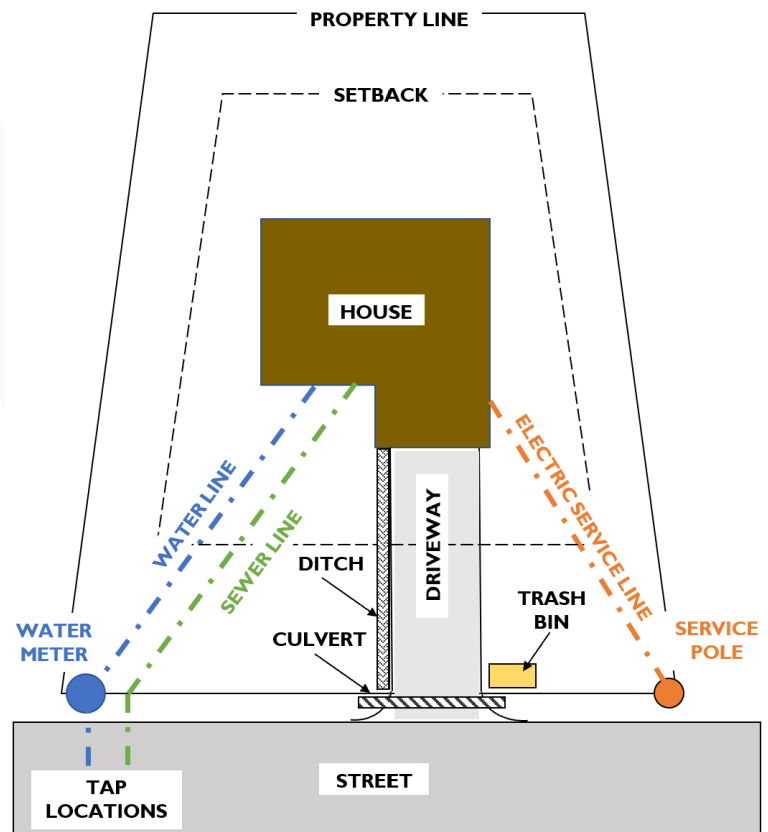 PROPERTY LINE
SETBACK
HOUSE
WATER LINE
SEWER LINE
ELECTRIC SERVICE LINE
DRIVEWAY
DITCH
TRASH
BIN
CULVERT
WATER
METER
SERVICE
POLE
TAP
LOCATIONS
STREET